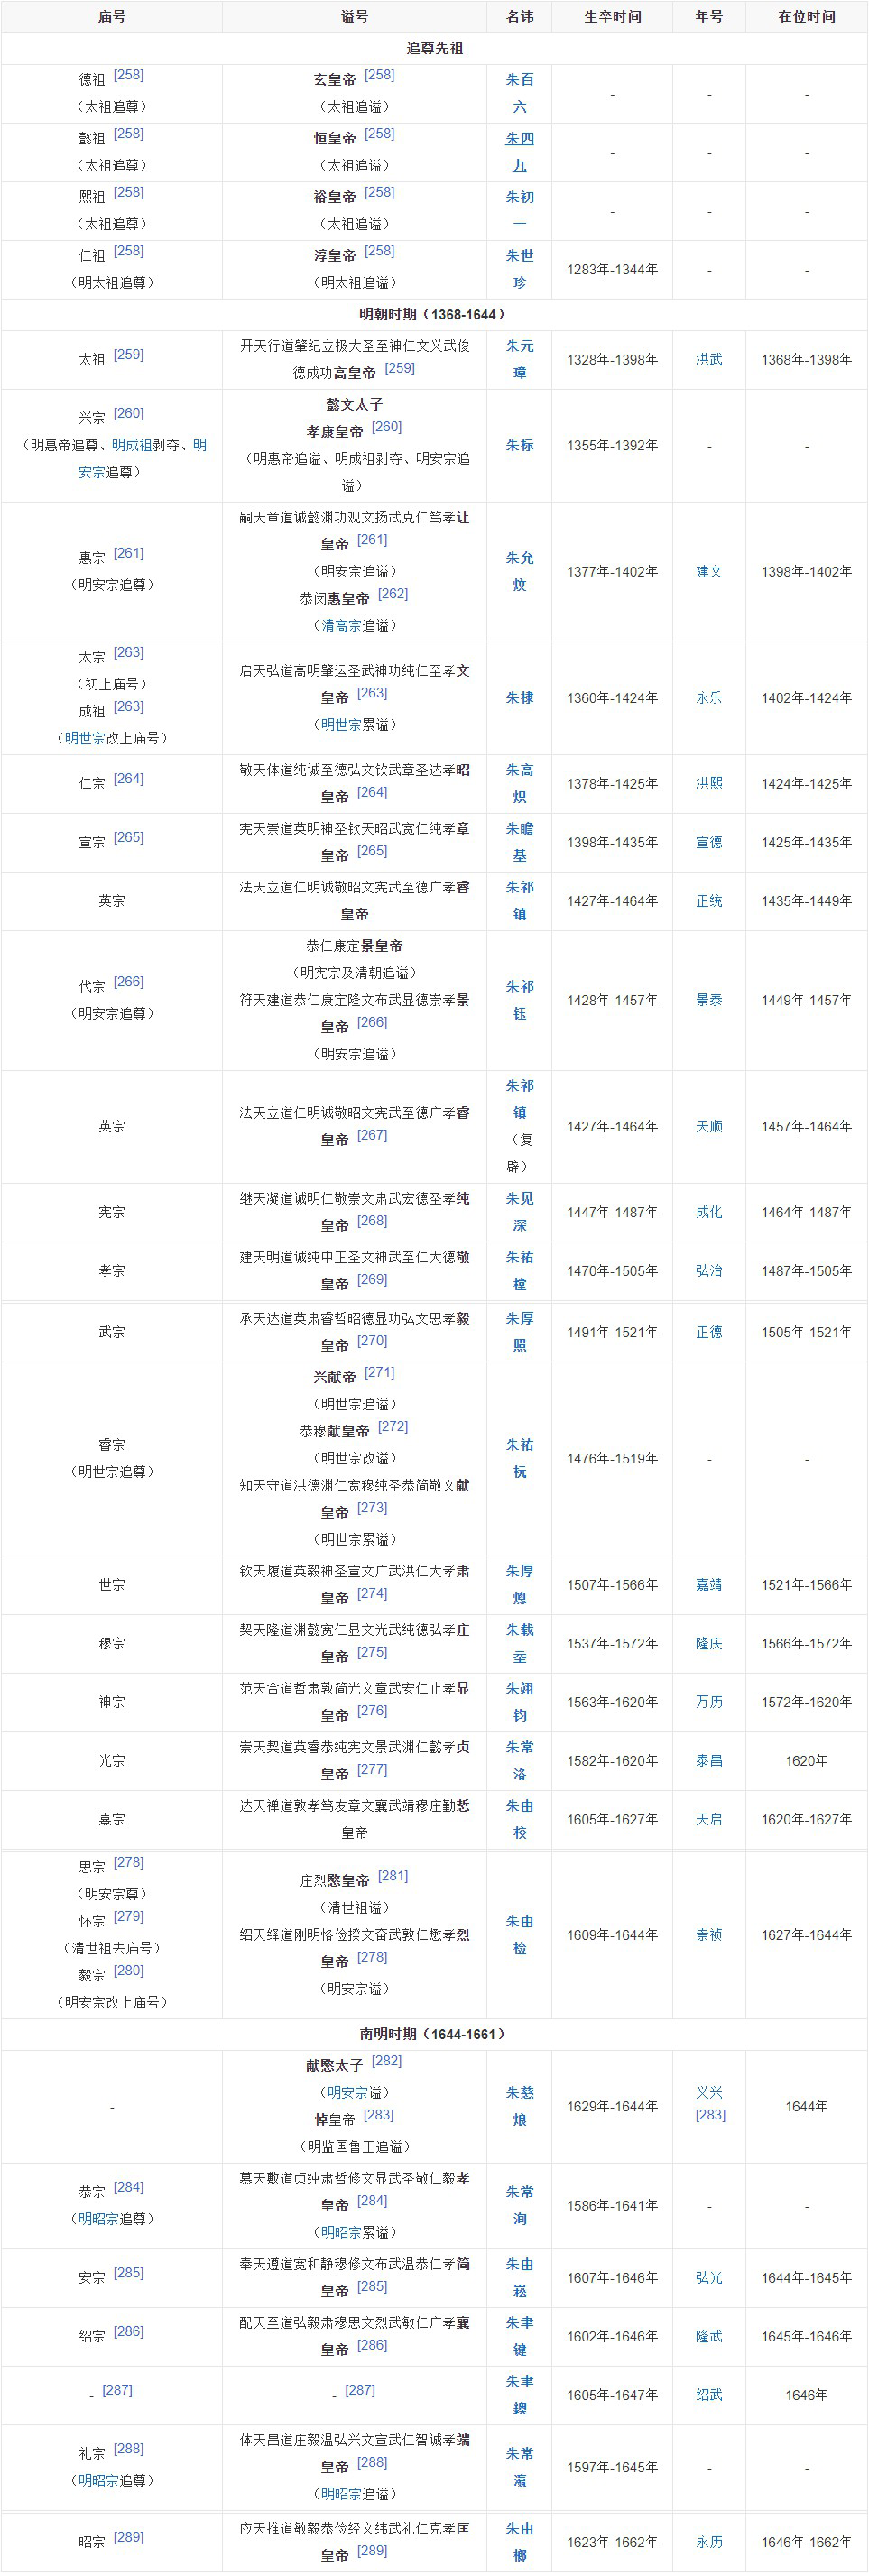 庙号 谥号 名讳 生卒时间 年号 在位时间
追尊先祖
德祖 [258]
（太祖追尊）
玄皇帝 [258]
（太祖追谥）
朱百
六
-
-
-
懿祖 [258]
（太祖追尊）
恒皇帝 [258]
（太祖追谥）
朱四
九
-
-
-
熙祖 [258]
（太祖追尊）
裕皇帝 [258]
（太祖追谥）
朱初
一
-
-
-
仁祖 [258]
（明太祖追尊）
淳皇帝 [258]
（明太祖追谥）
朱世
珍
1283年-1344年
-
-
明朝时期（1368-1644）
太祖 [259]
开天行道肇纪立极大圣至神仁文义武俊
德成功高皇帝 [259]
朱元
璋
1328年-1398年
洪武
1368年-1398年
兴宗 [260]
（明惠帝追尊、明成祖剥夺、明
安宗追尊）
懿文太子
孝康皇帝 [260]
（明惠帝追谥、明成祖剥夺、明安宗追
谥）
朱标
1355年-1392年
-
-
惠宗 [261]
（明安宗追尊）
嗣天章道诚懿渊功观文扬武克仁笃孝让
皇帝 [261]
（明安宗追谥）
恭闵惠皇帝 [262]
（清高宗追谥）
朱允
炆
1377年-1402年
建文
1398年-1402年
太宗 [263]
（初上庙号）
成祖 [263]
（明世宗改上庙号）
启天弘道高明肇运圣武神功纯仁至孝文
皇帝 [263]
（明世宗累谥）
朱棣
1360年-1424年
永乐
1402年-1424年
仁宗 [264]
敬天体道纯诚至德弘文钦武章圣达孝昭
皇帝 [264]
朱高
炽
1378年-1425年
洪熙
1424年-1425年
宣宗 [265]
宪天崇道英明神圣钦天昭武宽仁纯孝章
皇帝 [265]
朱瞻
基
1398年-1435年
宣德
1425年-1435年
英宗
法天立道仁明诚敬昭文宪武至德广孝睿
皇帝
朱祁
镇
1427年-1464年
正统
1435年-1449年
代宗 [266]
（明安宗追尊）
恭仁康定景皇帝
（明宪宗及清朝追谥）
符天建道恭仁康定隆文布武显德崇孝景
皇帝 [266]
（明安宗追谥）
朱祁
钰
1428年-1457年
景泰
1449年-1457年
英宗
法天立道仁明诚敬昭文宪武至德广孝睿
皇帝 [267]
朱祁
镇
（复
辟）
1427年-1464年
天顺
1457年-1464年
宪宗
继天凝道诚明仁敬崇文肃武宏德圣孝纯
皇帝 [268]
朱见
深
1447年-1487年
成化
1464年-1487年
孝宗
建天明道诚纯中正圣文神武至仁大德敬
皇帝 [269]
朱祐
樘
1470年-1505年
弘治
1487年-1505年
武宗
承天达道英肃睿哲昭德显功弘文思孝毅
皇帝 [270]
朱厚
照
1491年-1521年
正德
1505年-1521年
睿宗
（明世宗追尊）
兴献帝 [271]
（明世宗追谥）
恭穆献皇帝 [272]
（明世宗改谥）
知天守道洪德渊仁宽穆纯圣恭简敬文献
皇帝 [273]
（明世宗累谥）
朱祐
杬
1476年-1519年
-
-
世宗
钦天履道英毅神圣宣文广武洪仁大孝肃
皇帝 [274]
朱厚
熜
1507年-1566年
嘉靖
1521年-1566年
穆宗
契天隆道渊懿宽仁显文光武纯德弘孝庄
皇帝 [275]
朱载
坖
1537年-1572年
隆庆
1566年-1572年
神宗
范天合道哲肃敦简光文章武安仁止孝显
皇帝 [276]
朱翊
钧
1563年-1620年
万历
1572年-1620年
光宗
崇天契道英睿恭纯宪文景武渊仁懿孝贞
皇帝 [277]
朱常
洛
1582年-1620年
泰昌
1620年
熹宗
达天禅道敦孝笃友章文襄武靖穆庄勤悊
皇帝
朱由
校
1605年-1627年
天启
1620年-1627年
思宗 [278]
（明安宗尊）
怀宗 [279]
（清世祖去庙号）
毅宗 [280]
（明安宗改上庙号）
庄烈愍皇帝 [281]
（清世祖谥）
绍天绎道刚明恪俭揆文奋武敦仁懋孝烈
皇帝 [278]
（明安宗谥）
朱由
检
1609年-1644年
崇祯
1627年-1644年
南明时期（1644-1661）
-
献愍太子 [282]
（明安宗谥）
悼皇帝 [283]
（明监国鲁王追谥）
朱慈
烺
1629年-1644年
义兴
[283]
1644年
恭宗 [284]
（明昭宗追尊）
慕天敷道贞纯肃哲修文显武圣敬仁毅孝
皇帝 [284]
（明昭宗累谥）
朱常
洵
1586年-1641年
-
-
安宗 [285]
奉天遵道宽和静穆修文布武温恭仁孝简
皇帝 [285]
朱由
崧
1607年-1646年
弘光
1644年-1645年
绍宗 [286]
配天至道弘毅肃穆思文烈武敏仁广孝襄
皇帝 [286]
朱聿
键
1602年-1646年
隆武
1645年-1646年
- [287]
- [287]
朱聿
𨮁
1605年-1647年
绍武
1646年
礼宗 [288]
（明昭宗追尊）
体天昌道庄毅温弘兴文宣武仁智诚孝端
皇帝 [288]
（明昭宗追谥）
朱常
瀛
1597年-1645年
-
-
昭宗 [289]
应天推道敏毅恭俭经文纬武礼仁克孝匡
皇帝 [289]
朱由
榔
1623年-1662年
永历
1646年-1662年